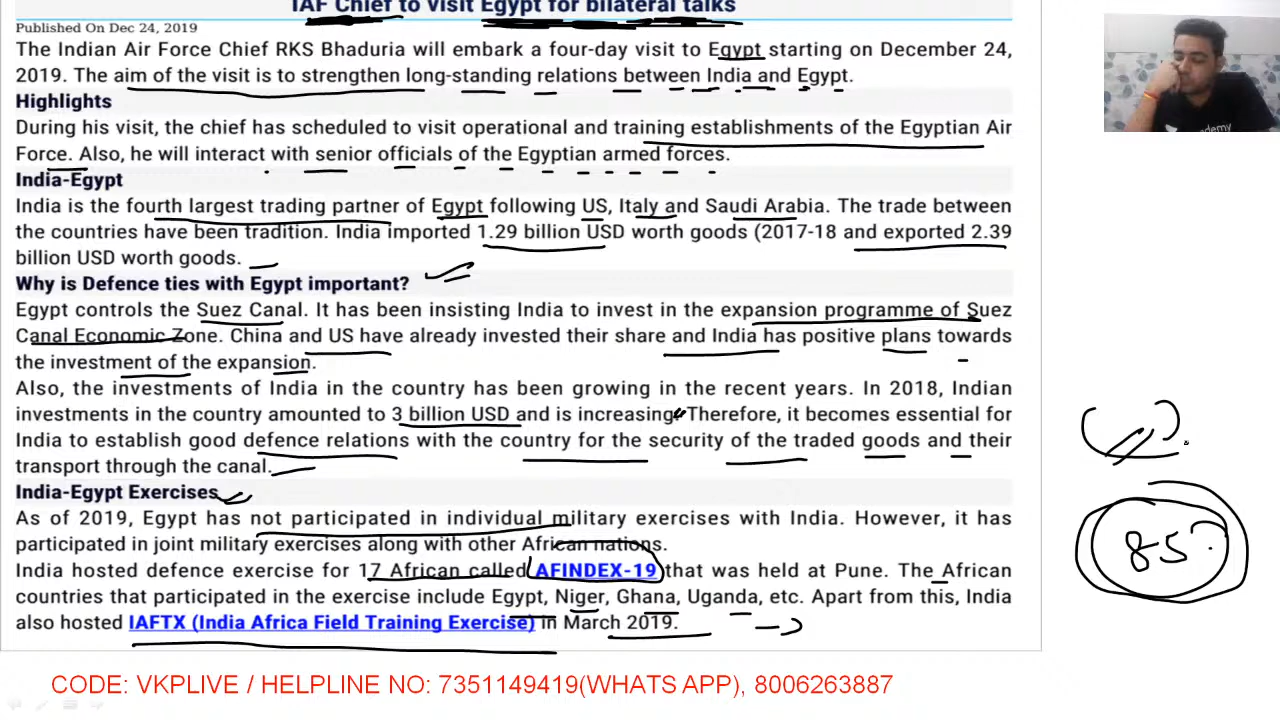 IAF Chief to visit Egypt for bilateral talks
Published On Dec 24, 2019
The Indian Air Force Chief RKS Bhaduria will embark a four-day visit to Egypt starting on December 24,
2019. The aim of the visit is to strengthen long-standing relations between India and Egypt.
Highlights
During his visit, the chief has scheduled to visit operational and training establishments of the Egyptian Air
Force. Also, he will interact with senior officials of the Egyptian armed forces.
India-Egypt
India is the fourth largest trading partner of Egypt following US, Italy and Saudi Arabia. The trade between
the countries have been tradition. India imported 1.29 billion USD worth goods (2017-18 and exported 2.39
billion USD worth goods.
Why is Defence ties with Egypt important?
Egypt controls the Suez Canal. It has been insisting India to invest in the expansion programme of Suez
Canal Economic Zone. China and US have already invested their share and India has positive plans towards
the investment of the expansion.
Also, the investments of India in the country has been growing in the recent years. In 2018, Indian
investments in the country amounted to 3 billion USD and is increasing. Therefore, it becomes essential for
India to establish good defence relations with the country for the security of the traded goods and their
transport through the canal.
India-Egypt Exercises
As of 2019, Egypt has not participated in individual military exercises with India. However, it has
participated in joint military exercises along with other African nations.
India hosted defence exercise for 17 African called AFINDEX-19 that was held at Pune. The African
countries that participated in the exercise include Egypt, Niger, Ghana, Uganda, etc. Apart from this, India
also hosted IAFTX (India Africa Field Training Exercise) in March 2019.
85
CODE: VKPLIVE / HELPLINE NO: 7351149419(WHATS APP), 8006263887